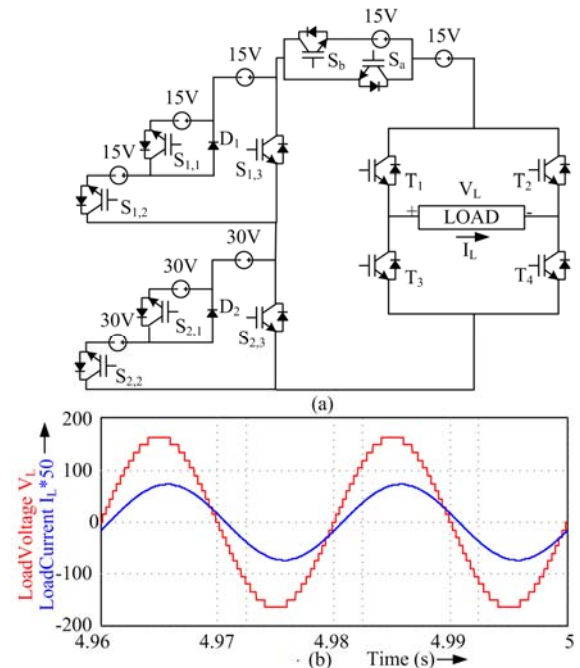 15V
15V
15V
S_b
S_a
15V
15V
D_1
S_1,1
S_1,3
15V
S_1,2
T_1
T_2
V_L
+ LOAD -
I_L
T_3
T_4
30V
30V
D_2
S_2,1
S_2,3
30V
S_2,2
(a)
LoadVoltage V_L
LoadCurrent I_L*50
200
100
0
-100
-200
4.96
4.97
4.98
4.99
5
Time (s)
(b)